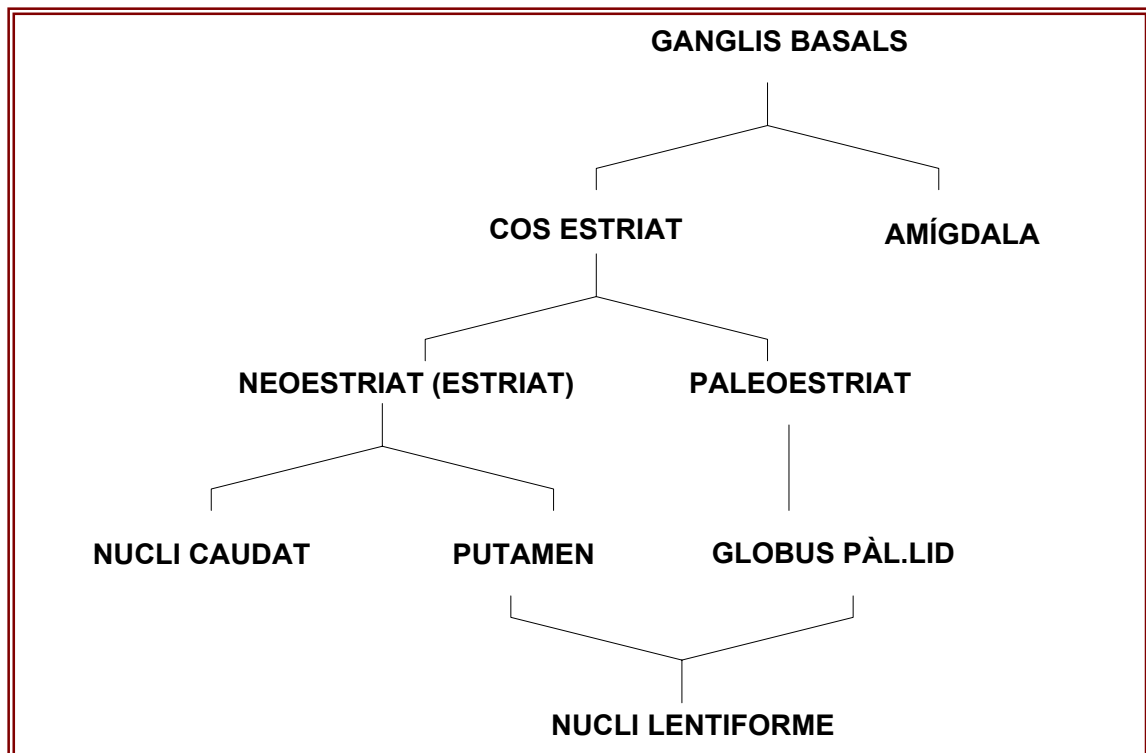 GANGLIS BASALS
COS ESTRIAT
AMÍGDALA
NEOESTRIAT (ESTRIAT)
PALEOESTRIAT
NUCLI CAUDAT
PUTAMEN
GLOBUS PÀL.LID
NUCLI LENTIFORME